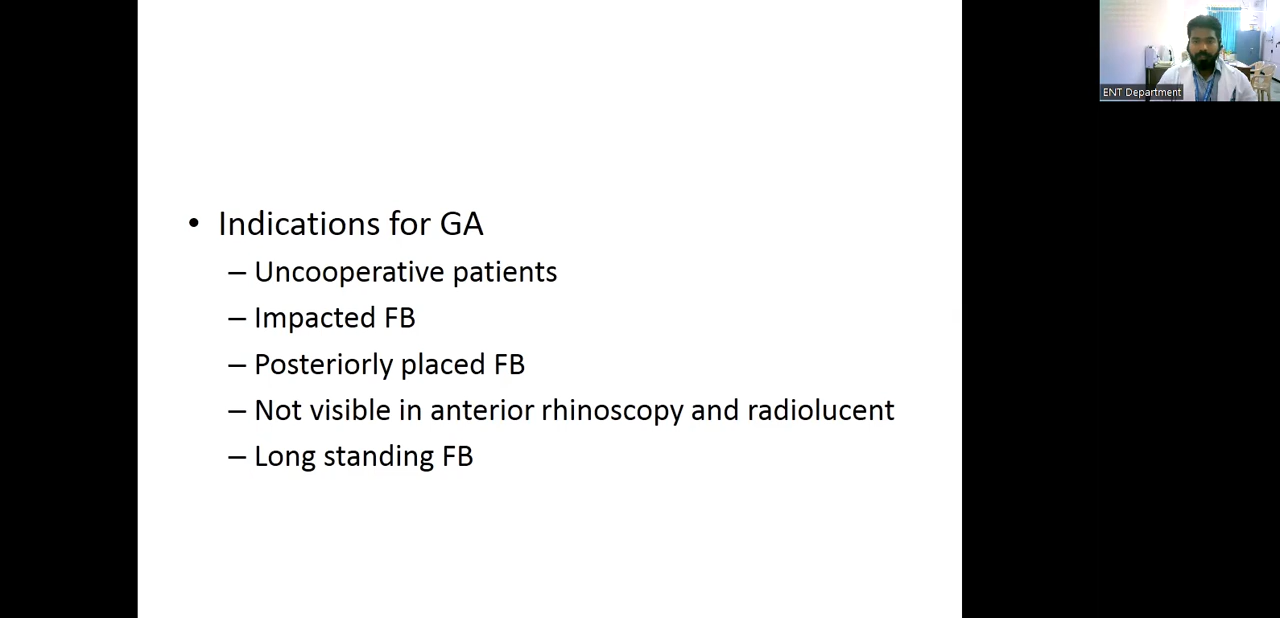 ENT Department
• Indications for GA
– Uncooperative patients
– Impacted FB
– Posteriorly placed FB
– Not visible in anterior rhinoscopy and radiolucent
– Long standing FB